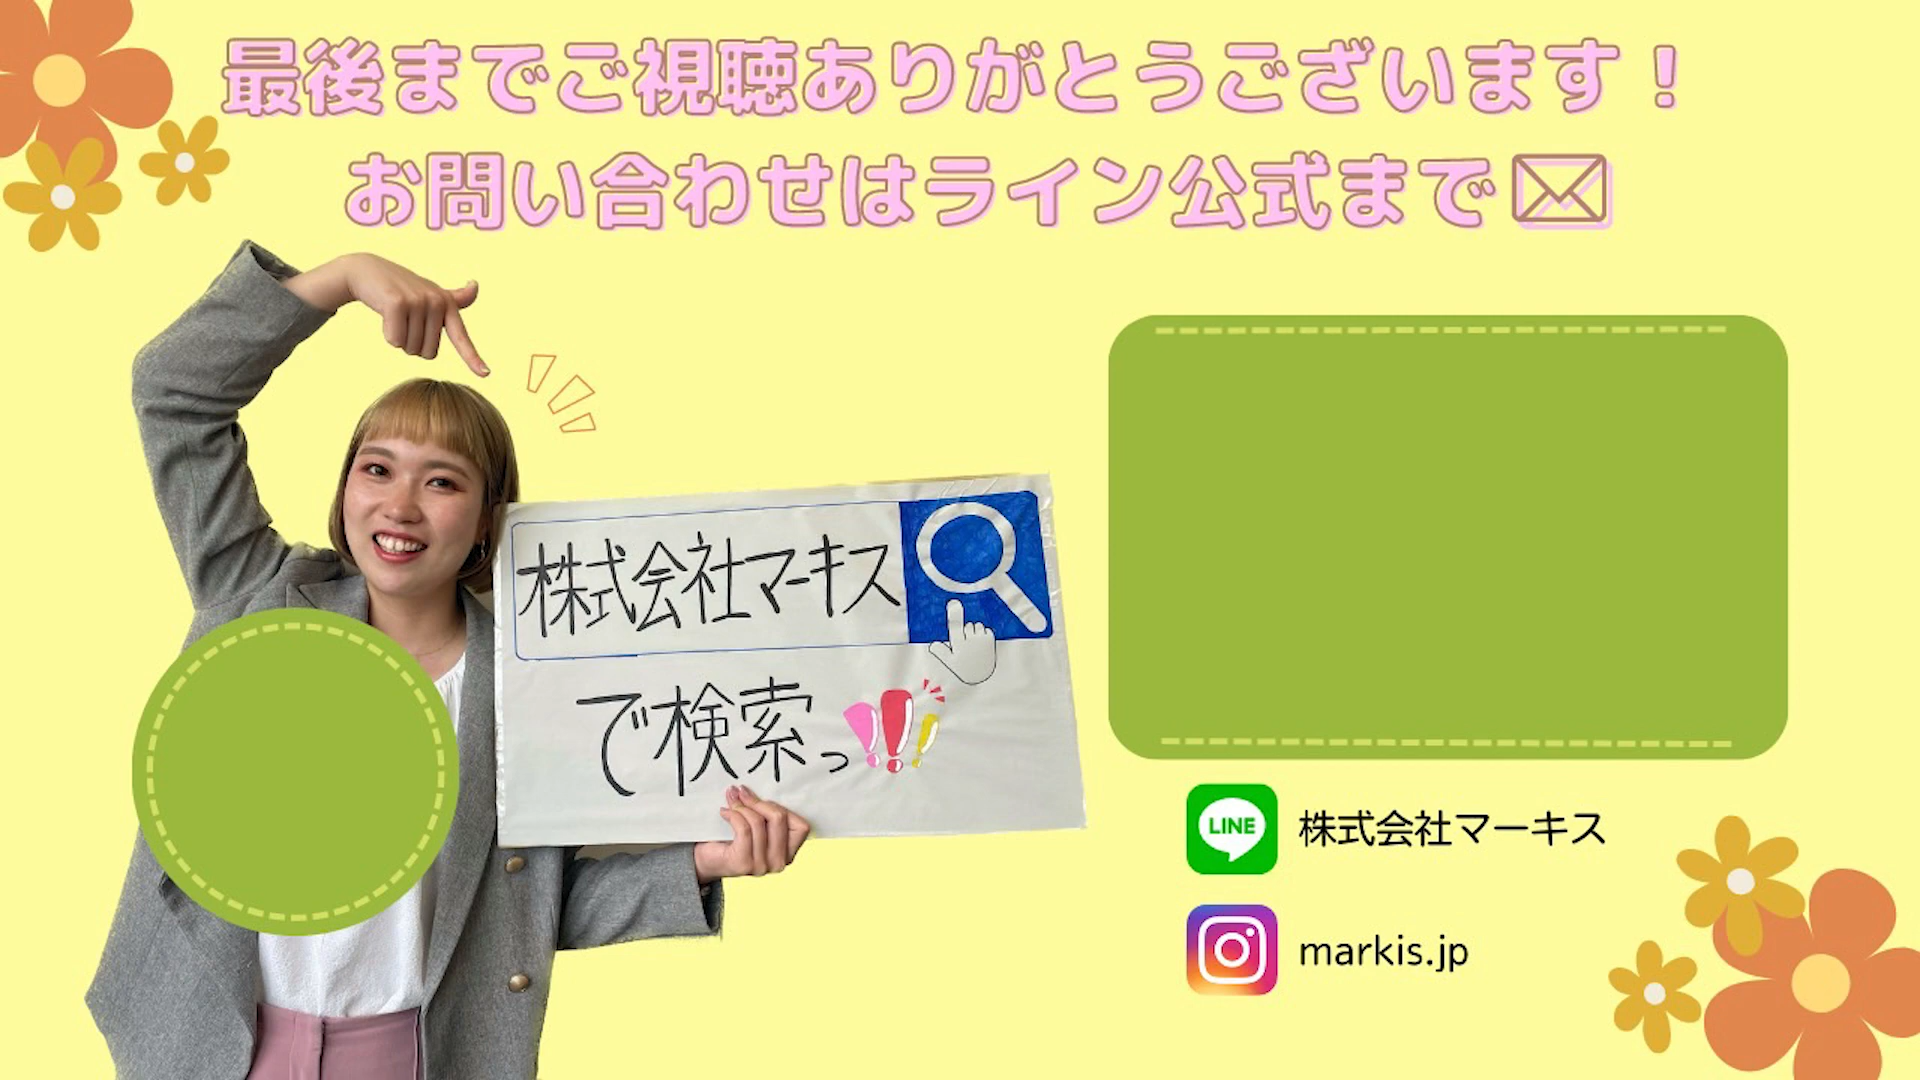 最後までご視聴ありがとうございます！
お問い合わせはライン公式まで
株式会社マーキス
で検索っ
LINE 株式会社マーキス
markis.jp